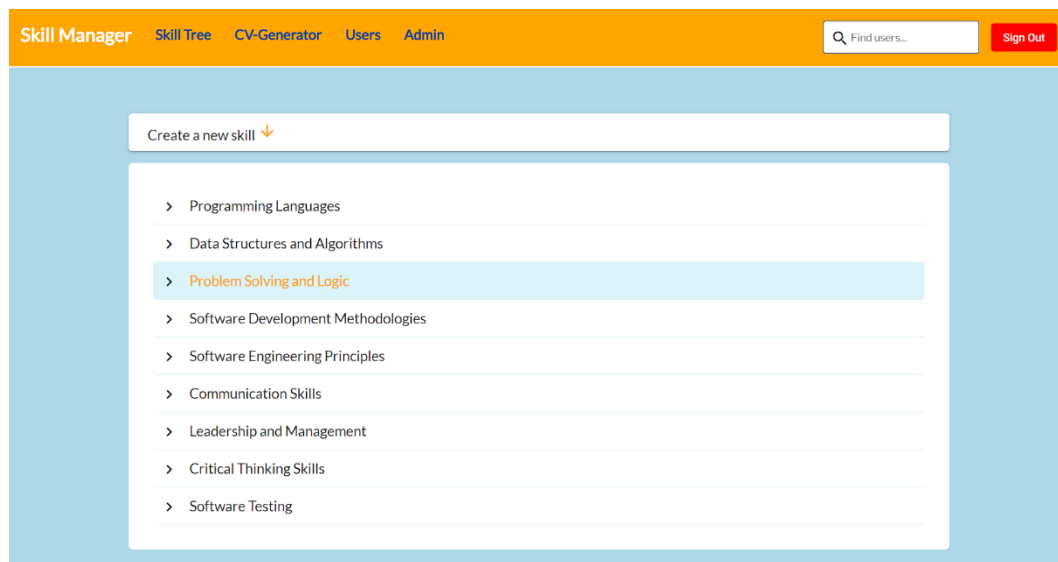 Skill Manager Skill Tree CV-Generator Users Admin Find users... Sign Out
Create a new skill
Programming Languages
Data Structures and Algorithms
Problem Solving and Logic
Software Development Methodologies
Software Engineering Principles
Communication Skills
Leadership and Management
Critical Thinking Skills
Software Testing